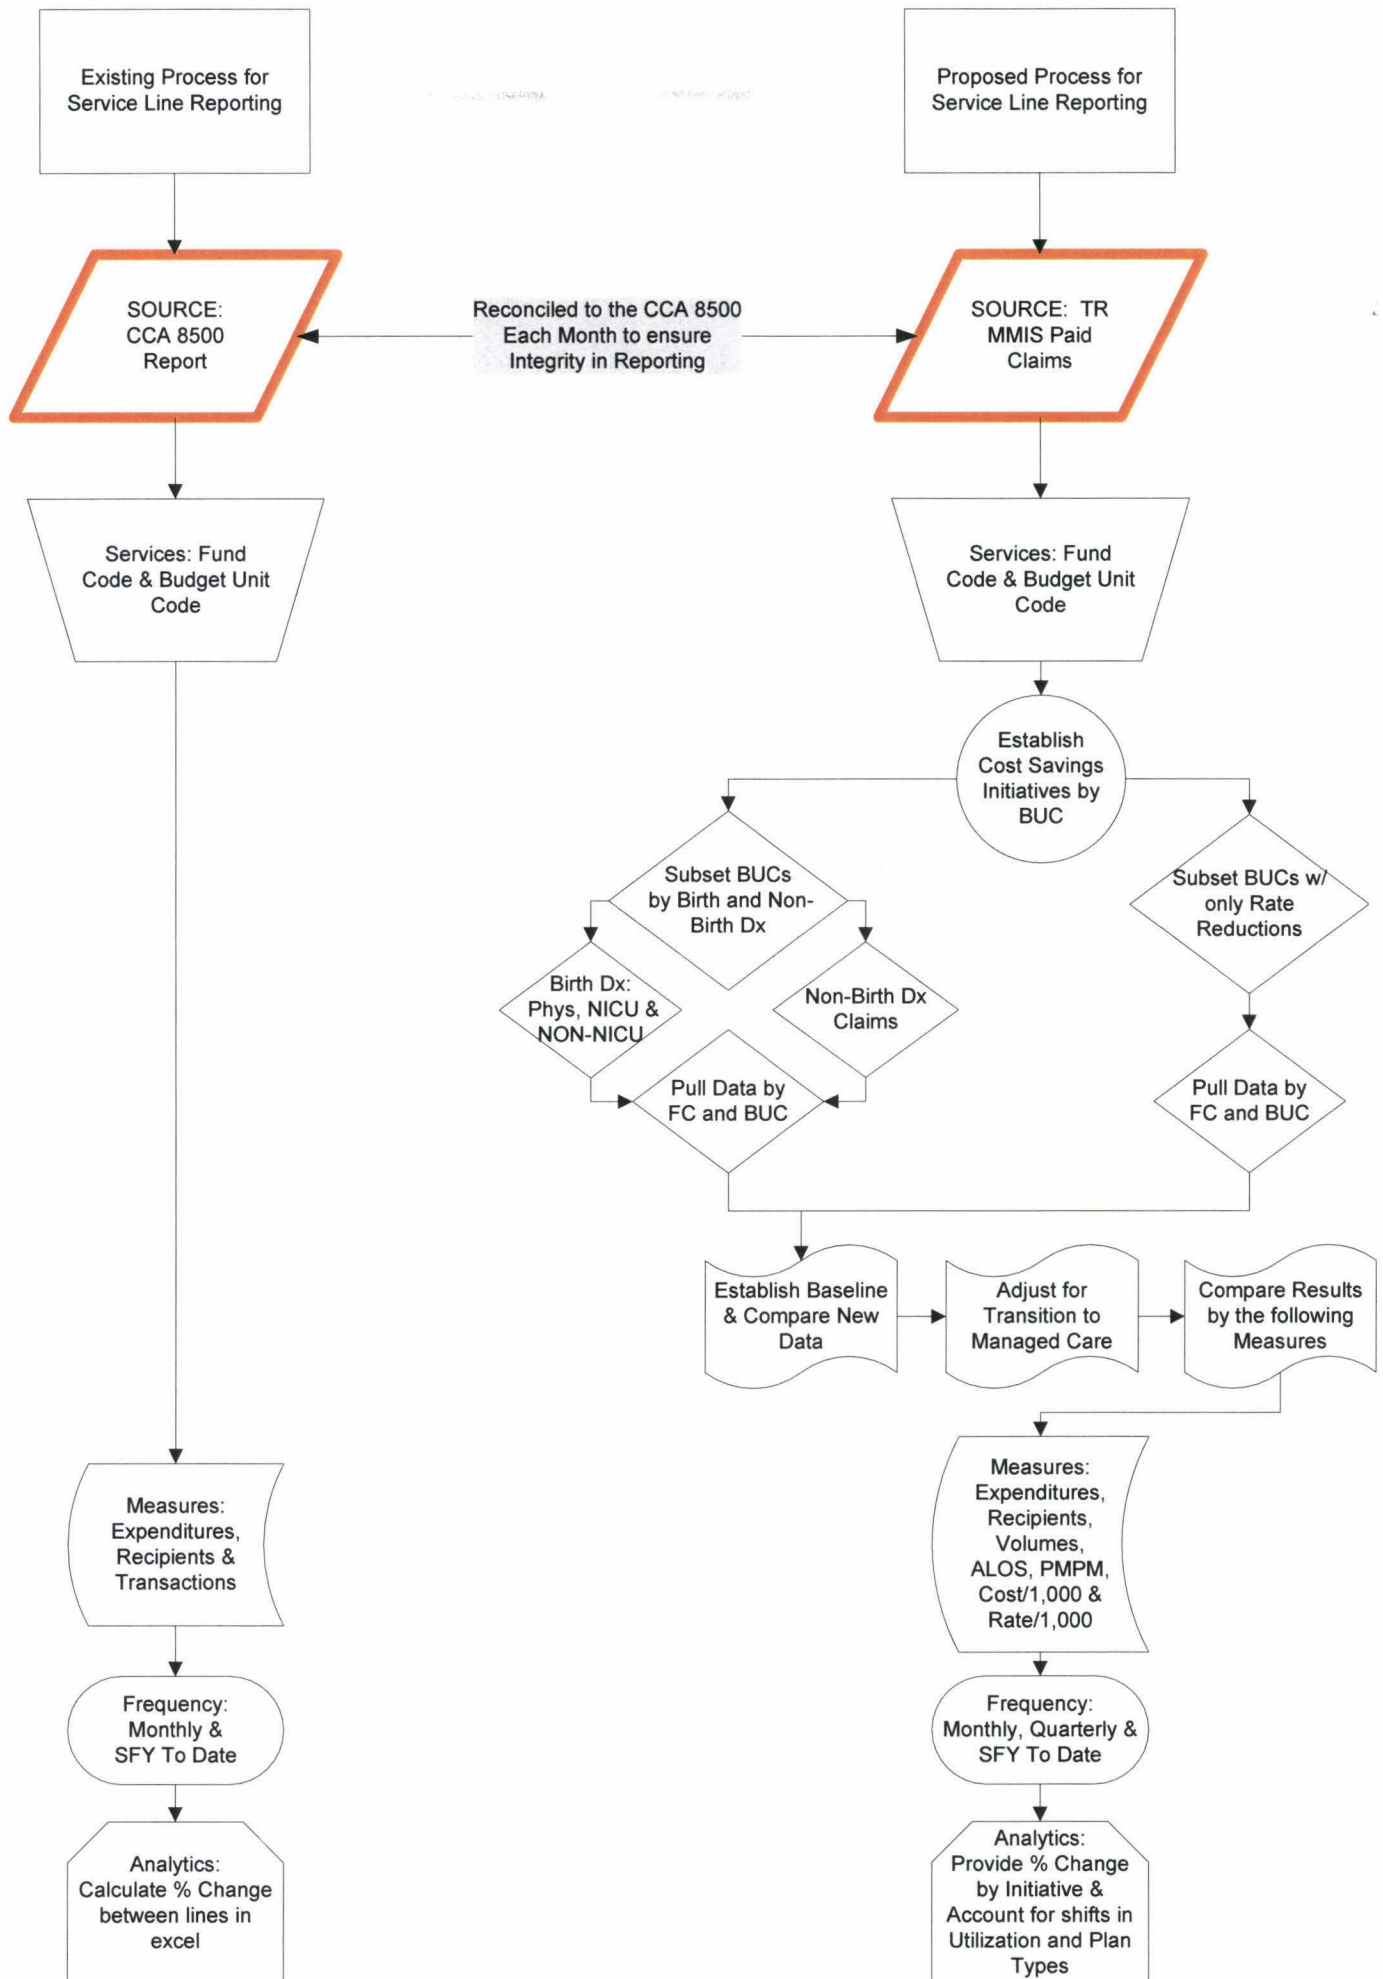 Existing Process for
Service Line Reporting
Proposed Process for
Service Line Reporting
SOURCE:
CCA 8500
Report
Reconciled to the CCA 8500
Each Month to ensure
Integrity in Reporting
SOURCE: TR
MMIS Paid
Claims
Services: Fund
Code & Budget Unit
Code
Services: Fund
Code & Budget Unit
Code
Establish
Cost Savings
Initiatives by
BUC
Subset BUCs
by Birth and Non-
Birth Dx
Subset BUCs w/
only Rate
Reductions
Birth Dx:
Phys, NICU &
NON-NICU
Non-Birth Dx
Claims
Pull Data by
FC and BUC
Pull Data by
FC and BUC
Establish Baseline
& Compare New
Data
Adjust for
Transition to
Managed Care
Compare Results
by the following
Measures
Measures:
Expenditures,
Recipients &
Transactions
Measures:
Expenditures,
Recipients,
Volumes,
ALOS, PMPM,
Cost/1,000 &
Rate/1,000
Frequency:
Monthly &
SFY To Date
Frequency:
Monthly, Quarterly &
SFY To Date
Analytics:
Calculate % Change
between lines in
excel
Analytics:
Provide % Change
by Initiative &
Account for shifts in
Utilization and Plan
Types